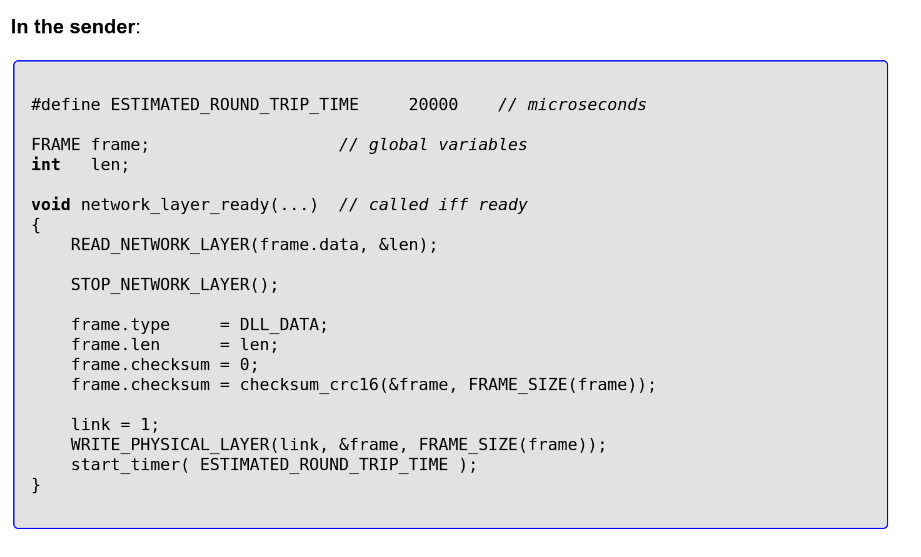 In the sender:
#define ESTIMATED_ROUND_TRIP_TIME     20000    // microseconds
FRAME frame;                   // global variables
int   len;
void network_layer_ready(...)  // called iff ready
{
    READ_NETWORK_LAYER(frame.data, &len);
    STOP_NETWORK_LAYER();
    frame.type     = DLL_DATA;
    frame.len      = len;
    frame.checksum = 0;
    frame.checksum = checksum_crc16(&frame, FRAME_SIZE(frame));
    link = 1;
    WRITE_PHYSICAL_LAYER(link, &frame, FRAME_SIZE(frame));
    start_timer( ESTIMATED_ROUND_TRIP_TIME );
}